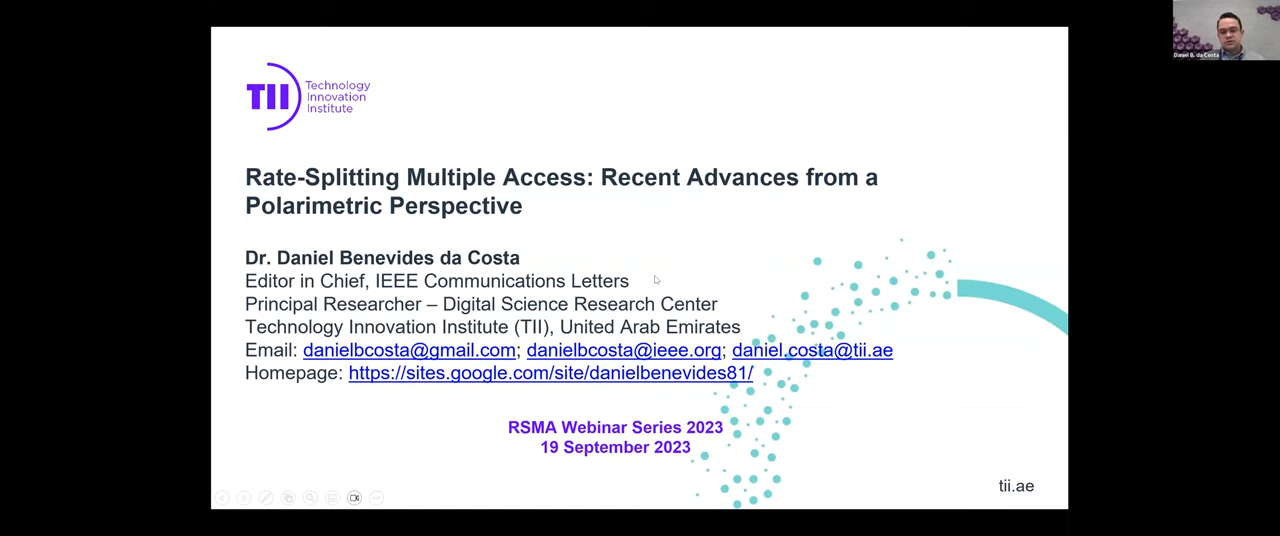 Daniel B. da Costa
TII
Technology
Innovation
Institute
Rate-Splitting Multiple Access: Recent Advances from a
Polarimetric Perspective
Dr. Daniel Benevides da Costa
Editor in Chief, IEEE Communications Letters
Principal Researcher – Digital Science Research Center
Technology Innovation Institute (TII), United Arab Emirates
Email: danielbcosta@gmail.com; danielbcosta@ieee.org; daniel.costa@tii.ae
Homepage: https://sites.google.com/site/danielbenevides81/
RSMA Webinar Series 2023
19 September 2023
tii.ae